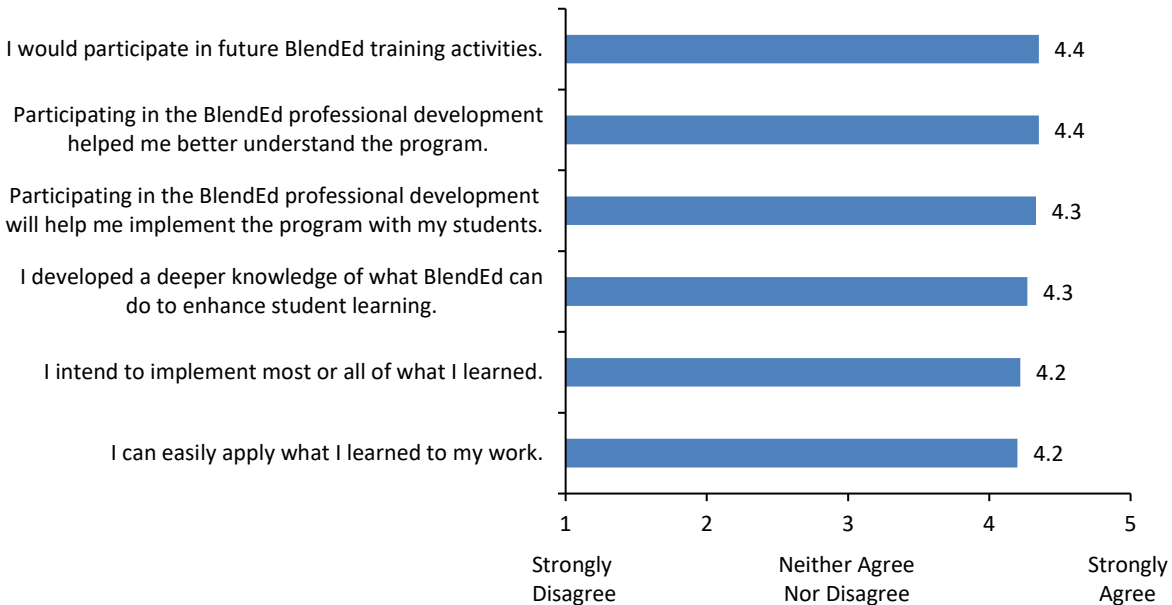 I would participate in future BlendEd training activities.
4.4
Participating in the BlendEd professional development
helped me better understand the program.
4.4
Participating in the BlendEd professional development
will help me implement the program with my students.
4.3
I developed a deeper knowledge of what BlendEd can
do to enhance student learning.
4.3
I intend to implement most or all of what I learned.
4.2
I can easily apply what I learned to my work.
4.2
1 2 3 4 5
Strongly Neither Agree Strongly
Disagree Nor Disagree Agree